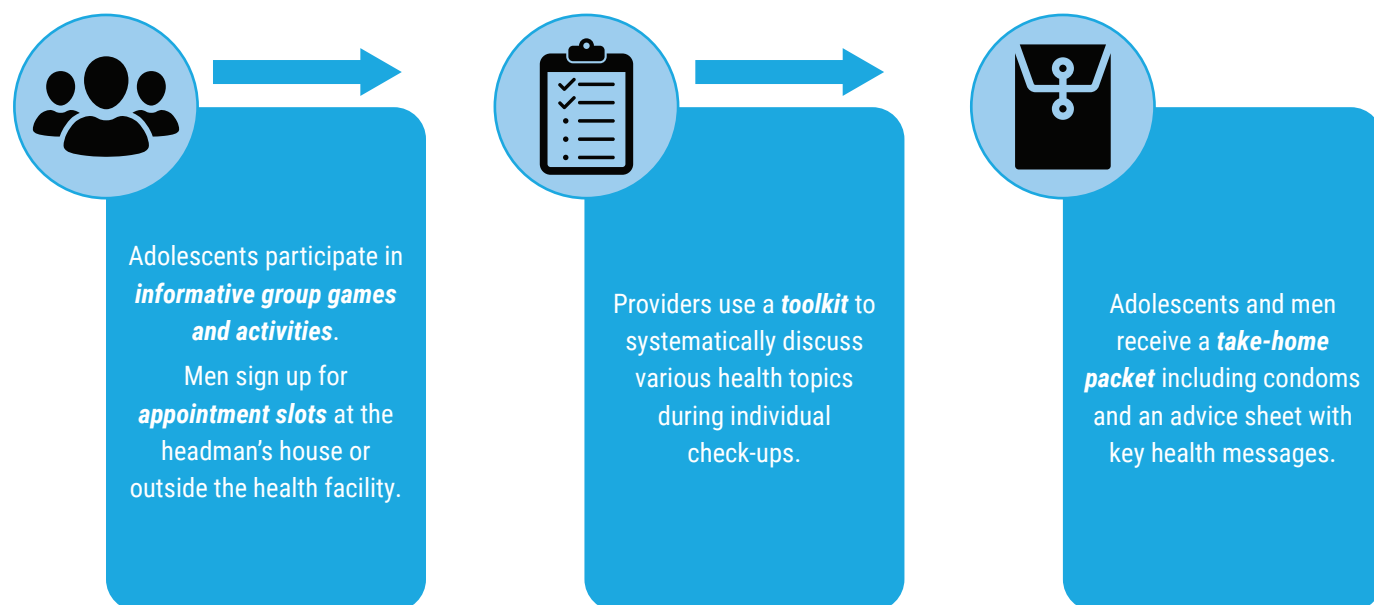 Adolescents participate in
informative group games
and activities.
Men sign up for
appointment slots at the
headman’s house or
outside the health facility.
Providers use a toolkit to
systematically discuss
various health topics
during individual
check-ups.
Adolescents and men
receive a take-home
packet including condoms
and an advice sheet with
key health messages.